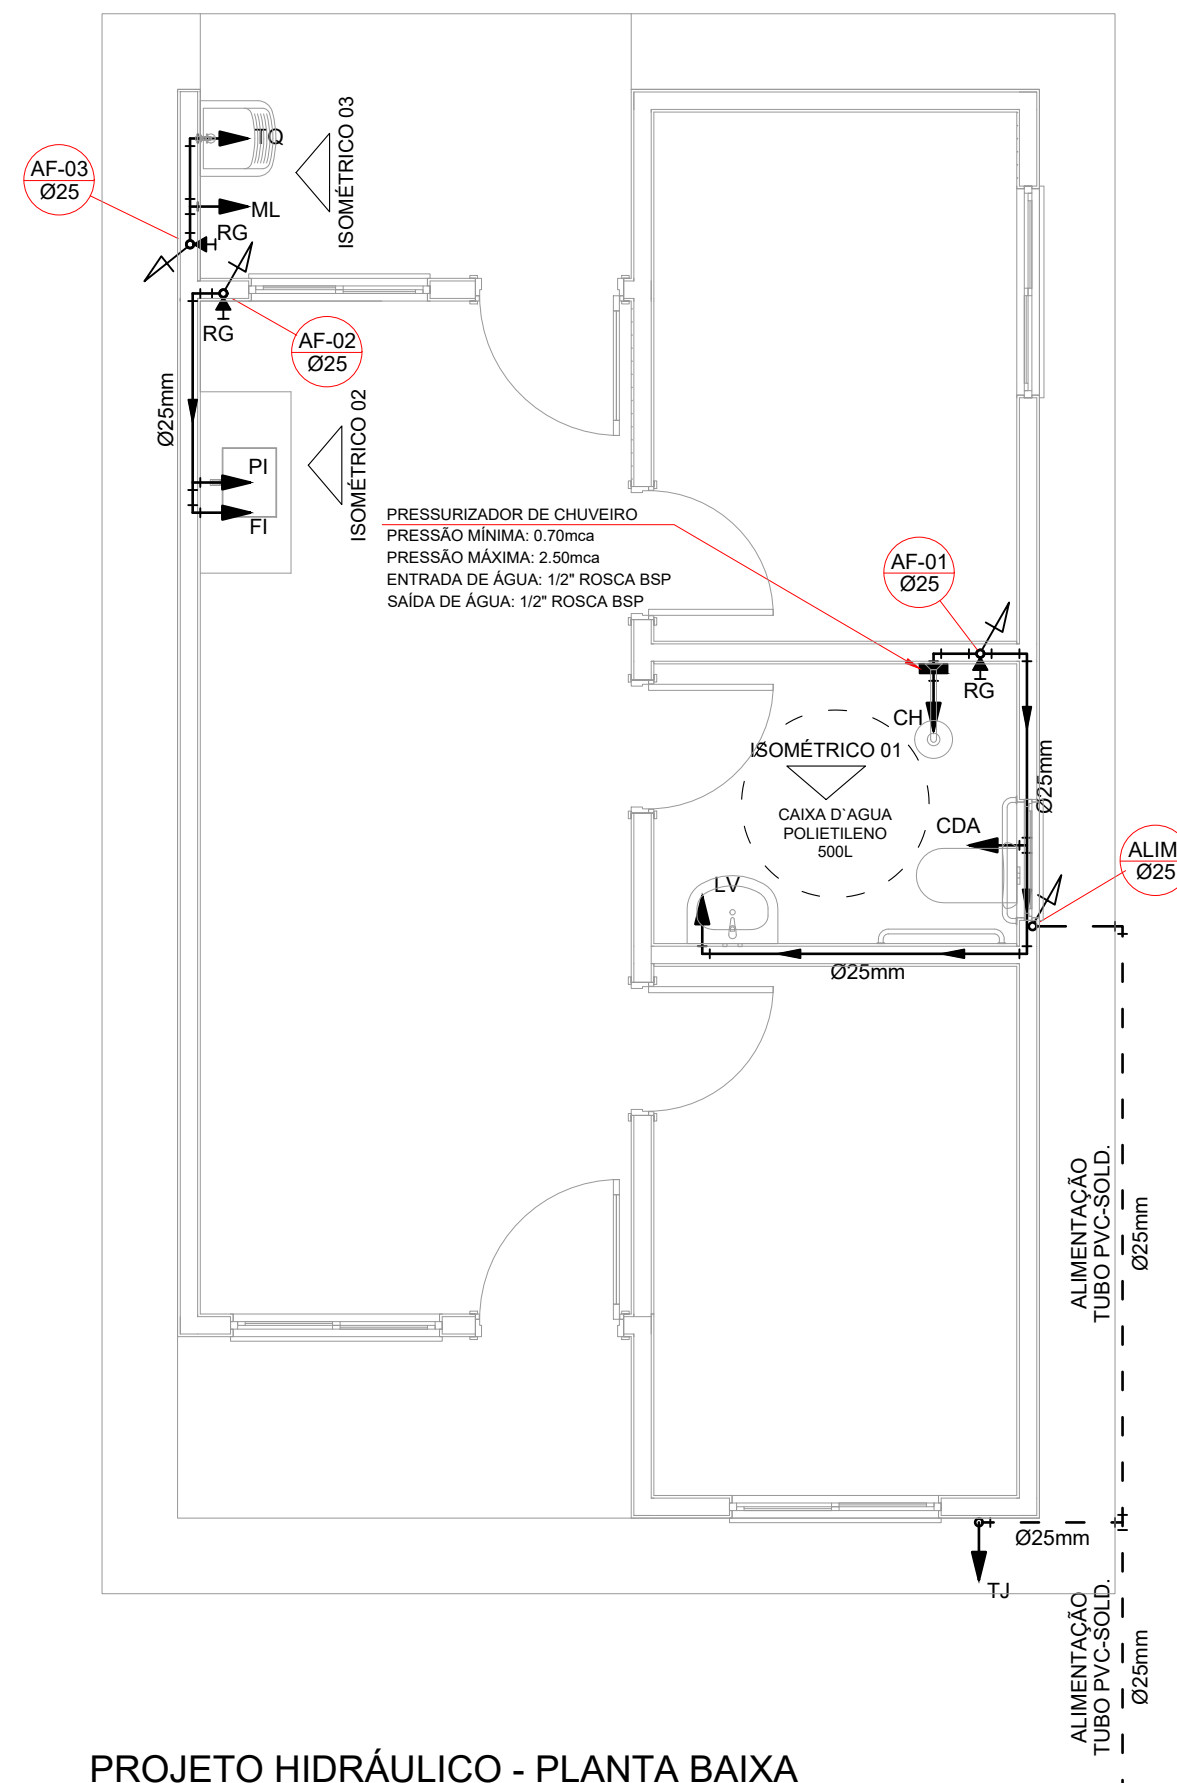 TQ
ISOMÉTRICO 03
AF-03
Ø25
ML
RG
RG
AF-02
Ø25
Ø25mm
ISOMÉTRICO 02
PI
FI
PRESSURIZADOR DE CHUVEIRO
PRESSÃO MÍNIMA: 0.70mca
PRESSÃO MÁXIMA: 2.50mca
ENTRADA DE ÁGUA: 1/2" ROSCA BSP
SAÍDA DE ÁGUA: 1/2" ROSCA BSP
AF-01
Ø25
RG
CH
ISOMÉTRICO 01
Ø25mm
CAIXA D`AGUA
POLIETILENO
500L
CDA
ALIM
Ø25
LV
Ø25mm
ALIMENTAÇÃO
TUBO PVC-SOLD.
Ø25mm
Ø25mm
TJ
ALIMENTAÇÃO
TUBO PVC-SOLD.
Ø25mm
PROJETO HIDRÁULICO - PLANTA BAIXA